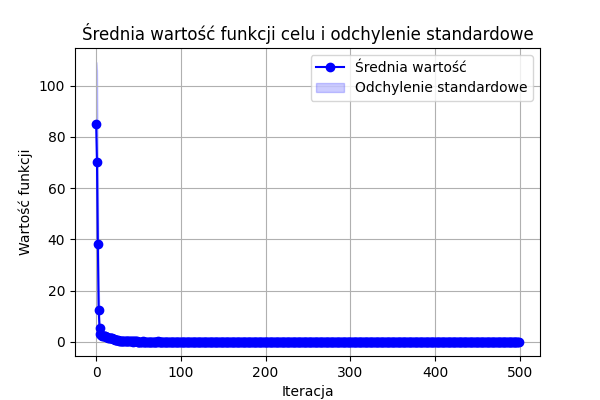 Średnia wartość funkcji celu i odchylenie standardowe
Średnia wartość
Odchylenie standardowe
Wartość funkcji
100
80
60
40
20
0
0 100 200 300 400 500
Iteracja